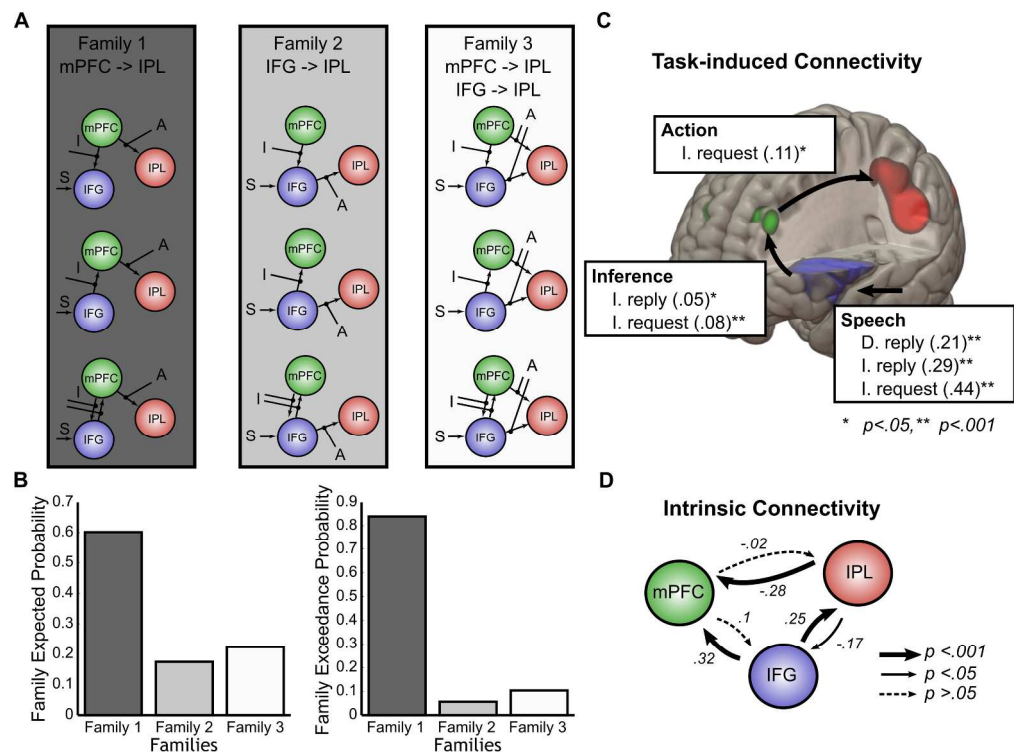 A
Family 1
mPFC -> IPL
mPFC
A
I
IPL
S
IFG
mPFC
A
I
IPL
S
IFG
mPFC
A
I
IPL
S
IFG
Family 2
IFG -> IPL
mPFC
I
IPL
S
IFG
A
mPFC
I
IPL
S
IFG
A
mPFC
I
IPL
S
IFG
A
Family 3
mPFC -> IPL
IFG -> IPL
A
mPFC
I
IPL
S
IFG
A
mPFC
I
IPL
S
IFG
A
mPFC
I
IPL
S
IFG
C
Task-induced Connectivity
Action
I. request (.11)*
Inference
I. reply (.05)*
I. request (.08)**
Speech
D. reply (.21)**
I. reply (.29)**
I. request (.44)**
* p<.05,** p<.001
B
Family Expected Probability
0.7
0.6
0.5
0.4
0.3
0.2
0.1
0
Family 1 Family 2 Family 3
Families
Family Exceedance Probability
0.9
0.8
0.7
0.6
0.5
0.4
0.3
0.2
0.1
0
Family 1 Family 2 Family 3
Families
D
Intrinsic Connectivity
-.02
IPL
mPFC
-.28
.1
.25
-.17
.32
IFG
p <.001
p <.05
p >.05